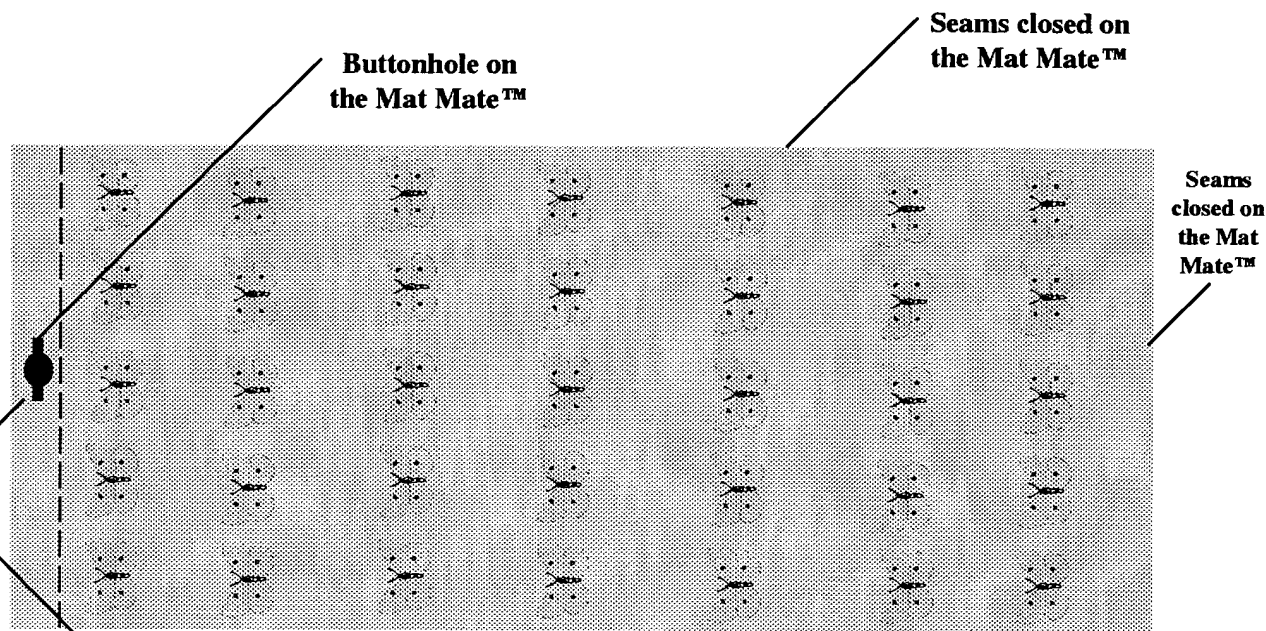 Seams closed on
the Mat Mate™
Buttonhole on
the Mat Mate™
Seams
closed on
the Mat
Mate™